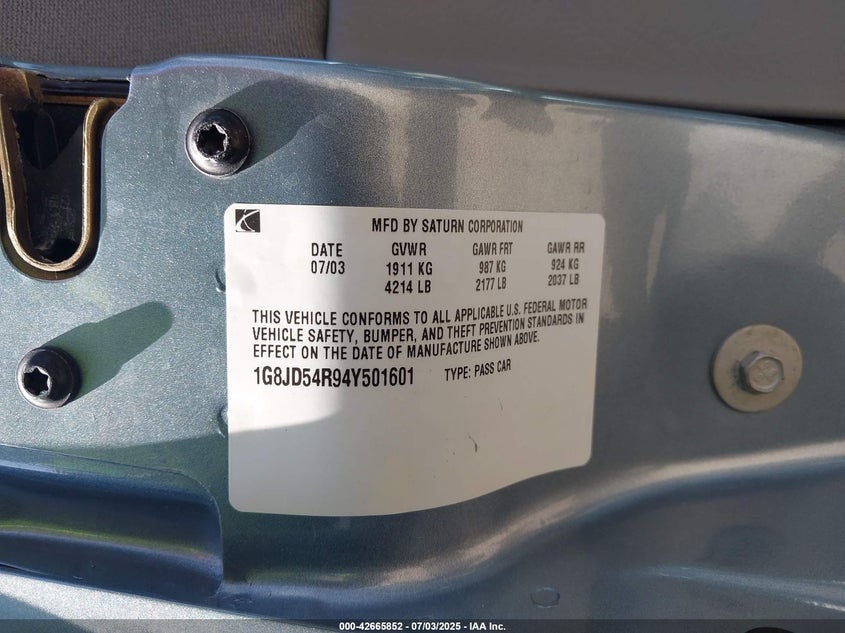 MFD BY SATURN CORPORATION
DATE GVWR GAWR FRT GAWR RR
07/03 1911 KG 987 KG 924 KG
4214 LB 2177 LB 2037 LB
THIS VEHICLE CONFORMS TO ALL APPLICABLE U.S. FEDERAL MOTOR
VEHICLE SAFETY, BUMPER, AND THEFT PREVENTION STANDARDS IN
EFFECT ON THE DATE OF MANUFACTURE SHOWN ABOVE.
1G8JD54R94Y501601 TYPE: PASS CAR
000-42665852 - 07/03/2025 - IAA Inc.